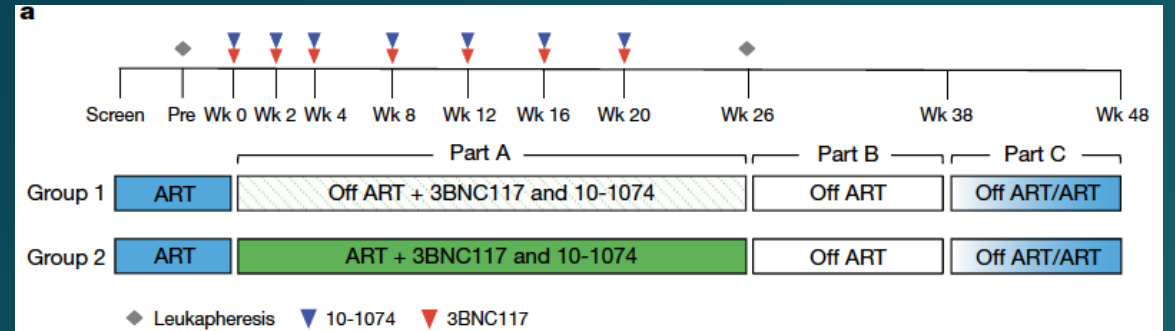 a
Screen Pre Wk 0 Wk 2 Wk 4 Wk 8 Wk 12 Wk 16 Wk 20 Wk 26 Wk 38 Wk 48
Part A Part B Part C
Group 1 ART Off ART + 3BNC117 and 10-1074 Off ART Off ART/ART
Group 2 ART ART + 3BNC117 and 10-1074 Off ART Off ART/ART
Leukapheresis 10-1074 3BNC117